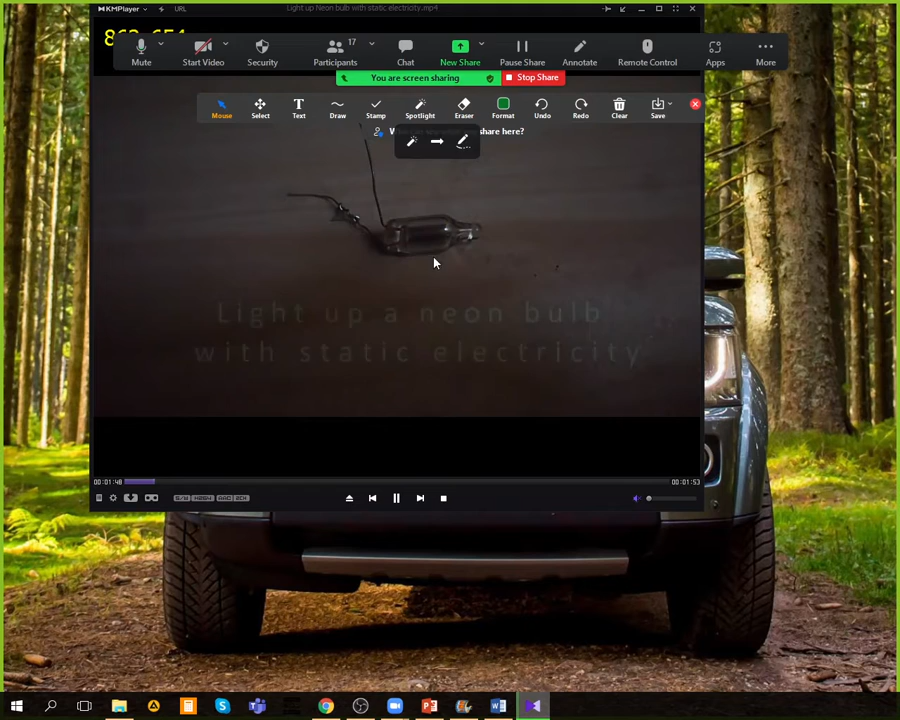 KMPlayer URL Light up Neon bulb with static electricity.mp4
17
Mute Start Video Security Participants Chat New Share Pause Share Annotate Remote Control Apps More
You are screen sharing Stop Share
Mouse Select Text Draw Stamp Spotlight Eraser Format Undo Redo Clear Save
share here?
Light up a neon bulb
with static electricity
00:01:48 00:01:53
S/W H264 AAC 2CH